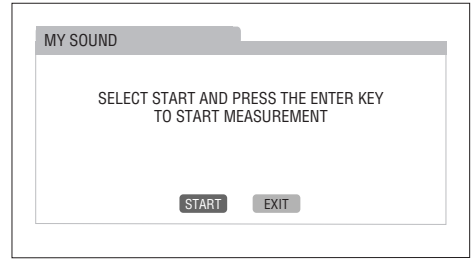 MY SOUND
SELECT START AND PRESS THE ENTER KEY
TO START MEASUREMENT
START EXIT